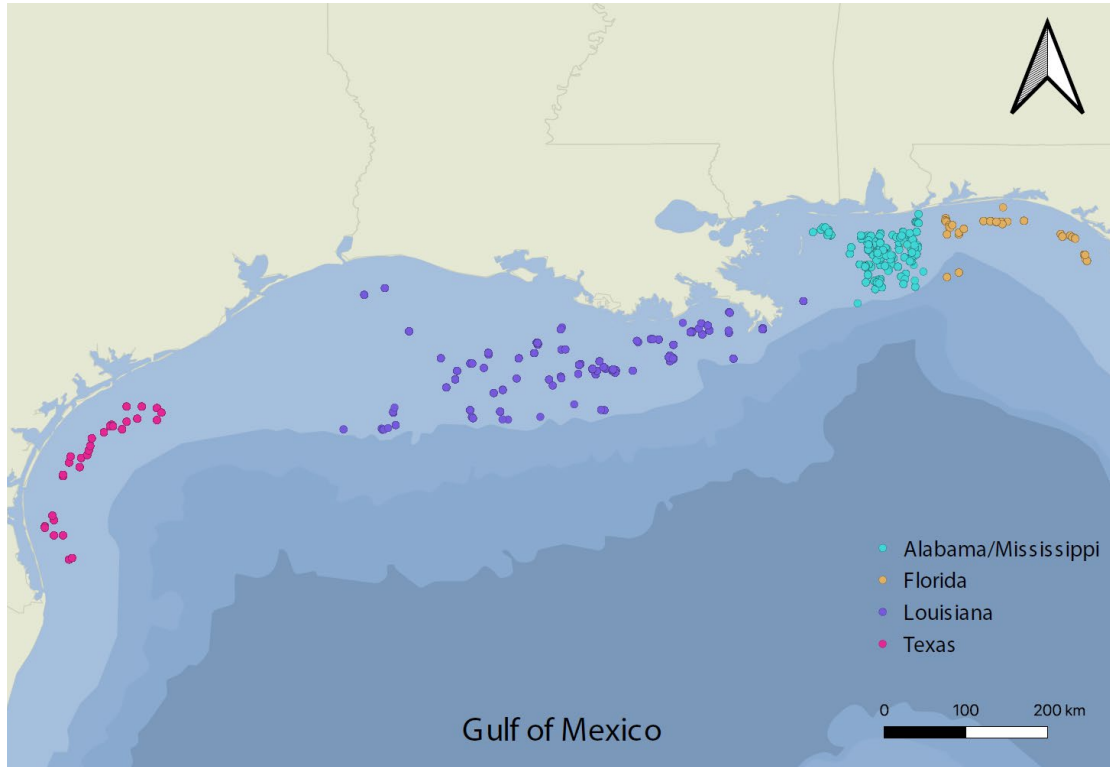 Alabama/Mississippi
Florida
Louisiana
Texas
0 100 200 km
Gulf of Mexico